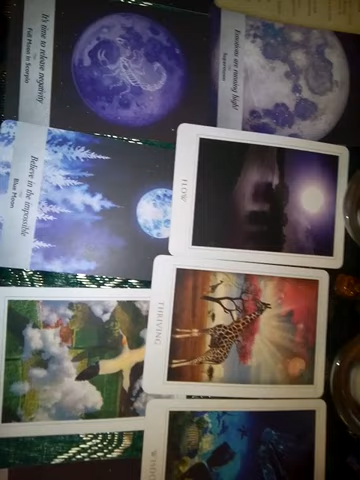 It's time to release negativity
Full Moon in Scorpio
Emotions are running high!
Supermoon
Believe in the impossible
Blue Moon
FLOW
THRIVING